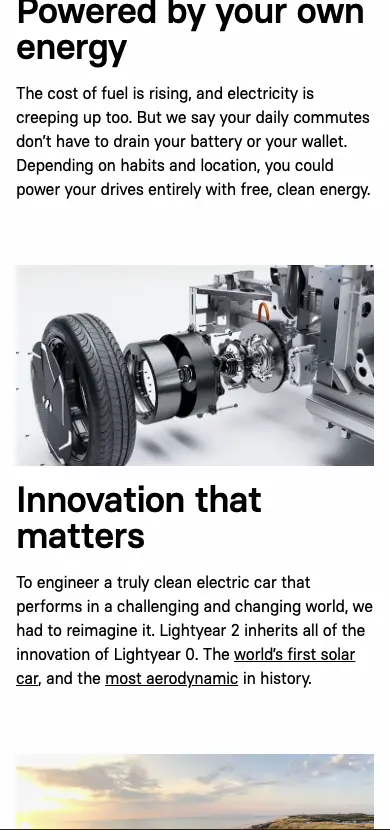 Powered by your own
energy
The cost of fuel is rising, and electricity is
creeping up too. But we say your daily commutes
don’t have to drain your battery or your wallet.
Depending on habits and location, you could
power your drives entirely with free, clean energy.
Innovation that
matters
To engineer a truly clean electric car that
performs in a challenging and changing world, we
had to reimagine it. Lightyear 2 inherits all of the
innovation of Lightyear 0. The world’s first solar
car, and the most aerodynamic in history.